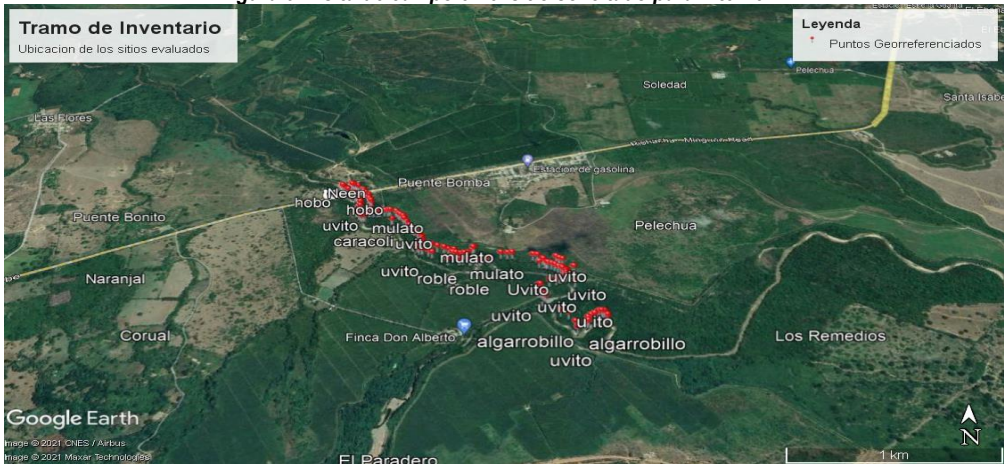 Tramo de Inventario
Ubicacion de los sitios evaluados
Leyenda
Puntos Georreferenciados
Pelechua
Soledad
Santa Isabe
Las Flores
Estacion de gasolina
Puente Bomba
Neen
hobo
hobo
Puente Bonito
uvito
mulato
Pelechua
caracoli
uvito
mulato
uvito
roble
mulato
uvito
Naranjal
roble
Uvito
uvito
uvito
uvito
Corual
Finca Don Alberto
algarrobillo
algarrobillo
Los Remedios
uvito
Google Earth
Image © 2021 CNES / Airbus
Image © 2021 Maxar Technologies
El Paradero
1 km
N